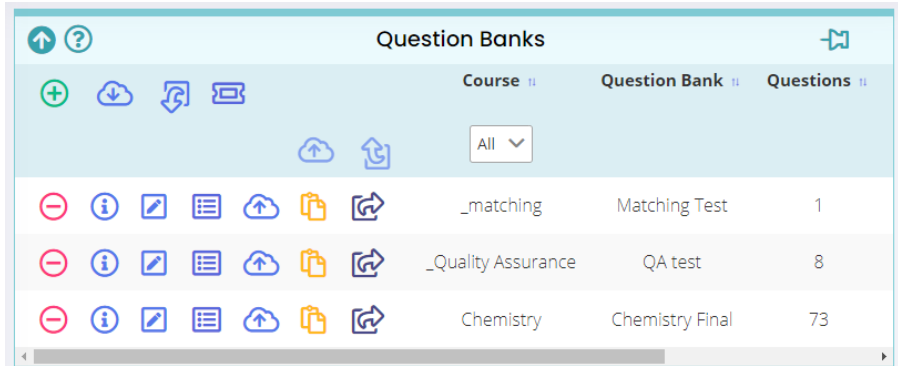 Question Banks
Course Question Bank Questions
All
_matching Matching Test 1
_Quality Assurance QA test 8
Chemistry Chemistry Final 73